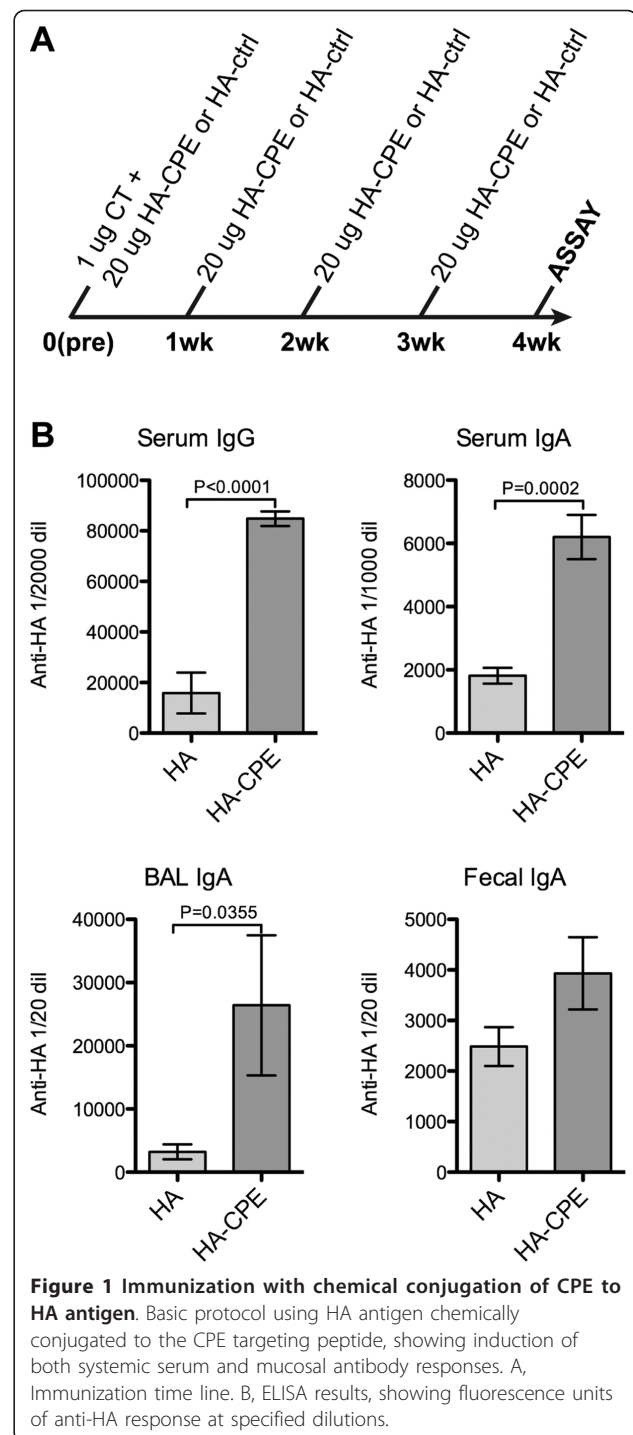 A
1 ug CT +
20 ug HA-CPE or HA-ctrl
20 ug HA-CPE or HA-ctrl
20 ug HA-CPE or HA-ctrl
20 ug HA-CPE or HA-ctrl
ASSAY
0(pre) 1wk 2wk 3wk 4wk
B
Serum IgG
Anti-HA 1/2000 dil
100000
80000
60000
40000
20000
0
P<0.0001
HA
HA-CPE
Serum IgA
Anti-HA 1/1000 dil
8000
6000
4000
2000
0
P=0.0002
HA
HA-CPE
BAL IgA
Anti-HA 1/20 dil
40000
30000
20000
10000
0
P=0.0355
HA
HA-CPE
Fecal IgA
Anti-HA 1/20 dil
5000
4000
3000
2000
1000
0
HA
HA-CPE
Figure 1 Immunization with chemical conjugation of CPE to
HA antigen. Basic protocol using HA antigen chemically
conjugated to the CPE targeting peptide, showing induction of
both systemic serum and mucosal antibody responses. A,
Immunization time line. B, ELISA results, showing fluorescence units
of anti-HA response at specified dilutions.